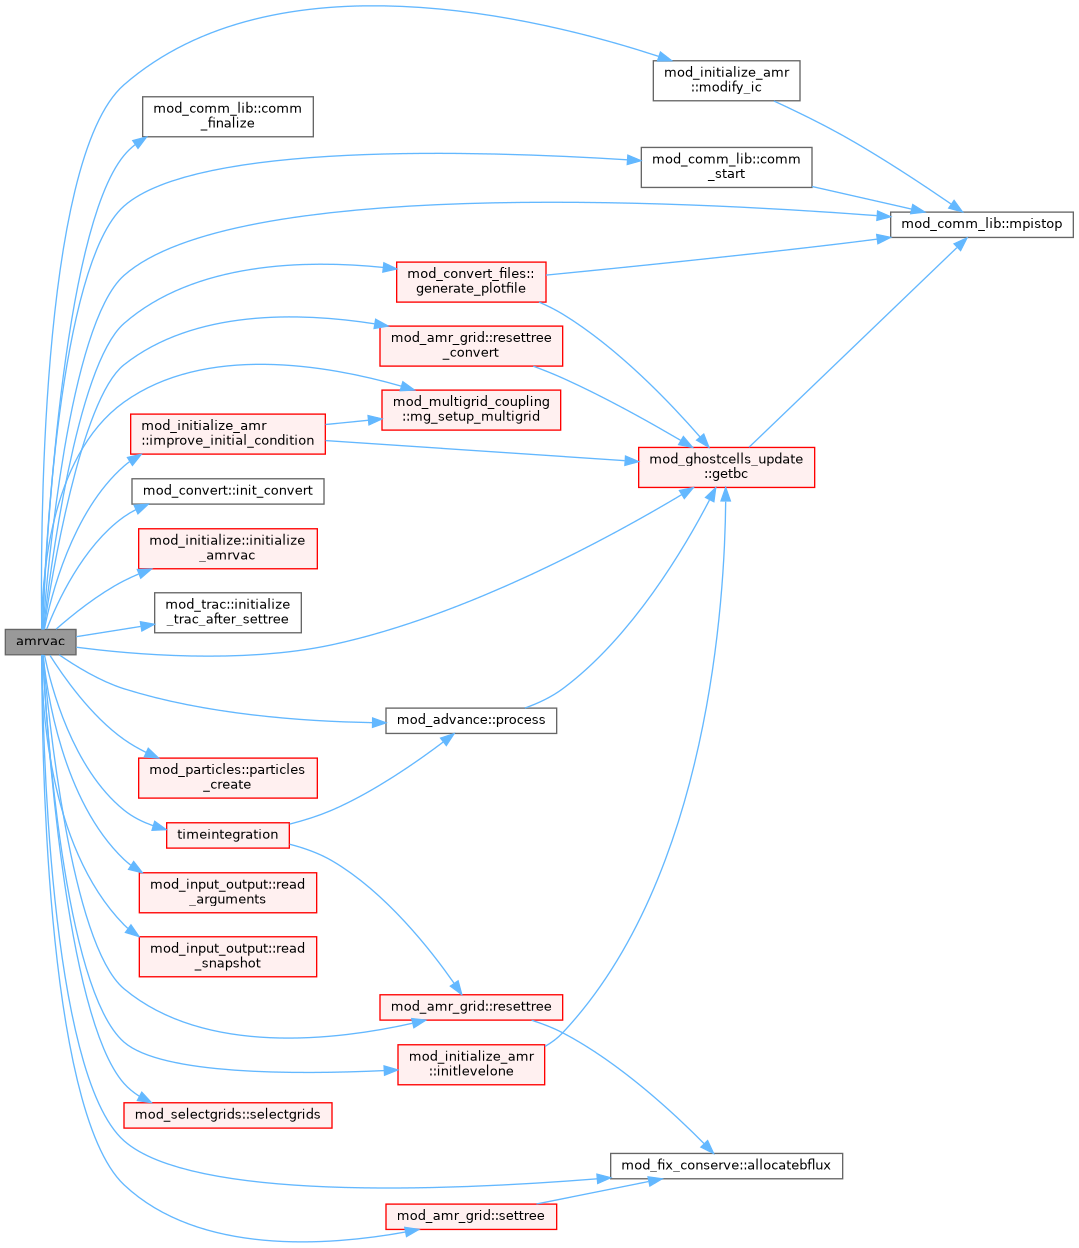 mod_initialize_amr
::modify_ic
mod_comm_lib::comm
_finalize
mod_comm_lib::comm
_start
mod_comm_lib::mpistop
mod_convert_files::
generate_plotfile
mod_amr_grid::resettree
_convert
mod_multigrid_coupling
::mg_setup_multigrid
mod_initialize_amr
::improve_initial_condition
mod_ghostcells_update
::getbc
mod_convert::init_convert
mod_initialize::initialize
_amrvac
mod_trac::initialize
_trac_after_settree
amrvac
mod_advance::process
mod_particles::particles
_create
timeintegration
mod_input_output::read
_arguments
mod_input_output::read
_snapshot
mod_amr_grid::resettree
mod_initialize_amr
::initlevelone
mod_selectgrids::selectgrids
mod_fix_conserve::allocatebflux
mod_amr_grid::settree